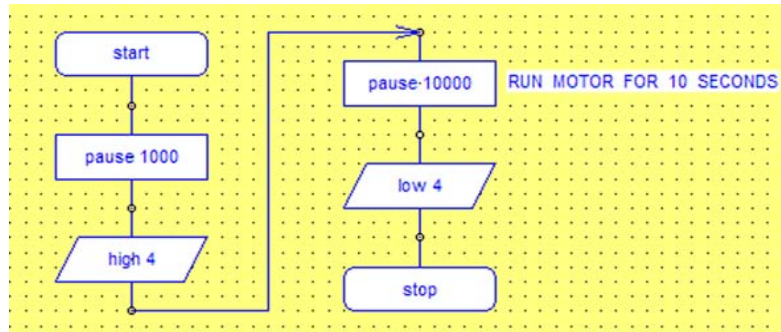 start
pause 1000
high 4
pause 10000
RUN MOTOR FOR 10 SECONDS
low 4
stop